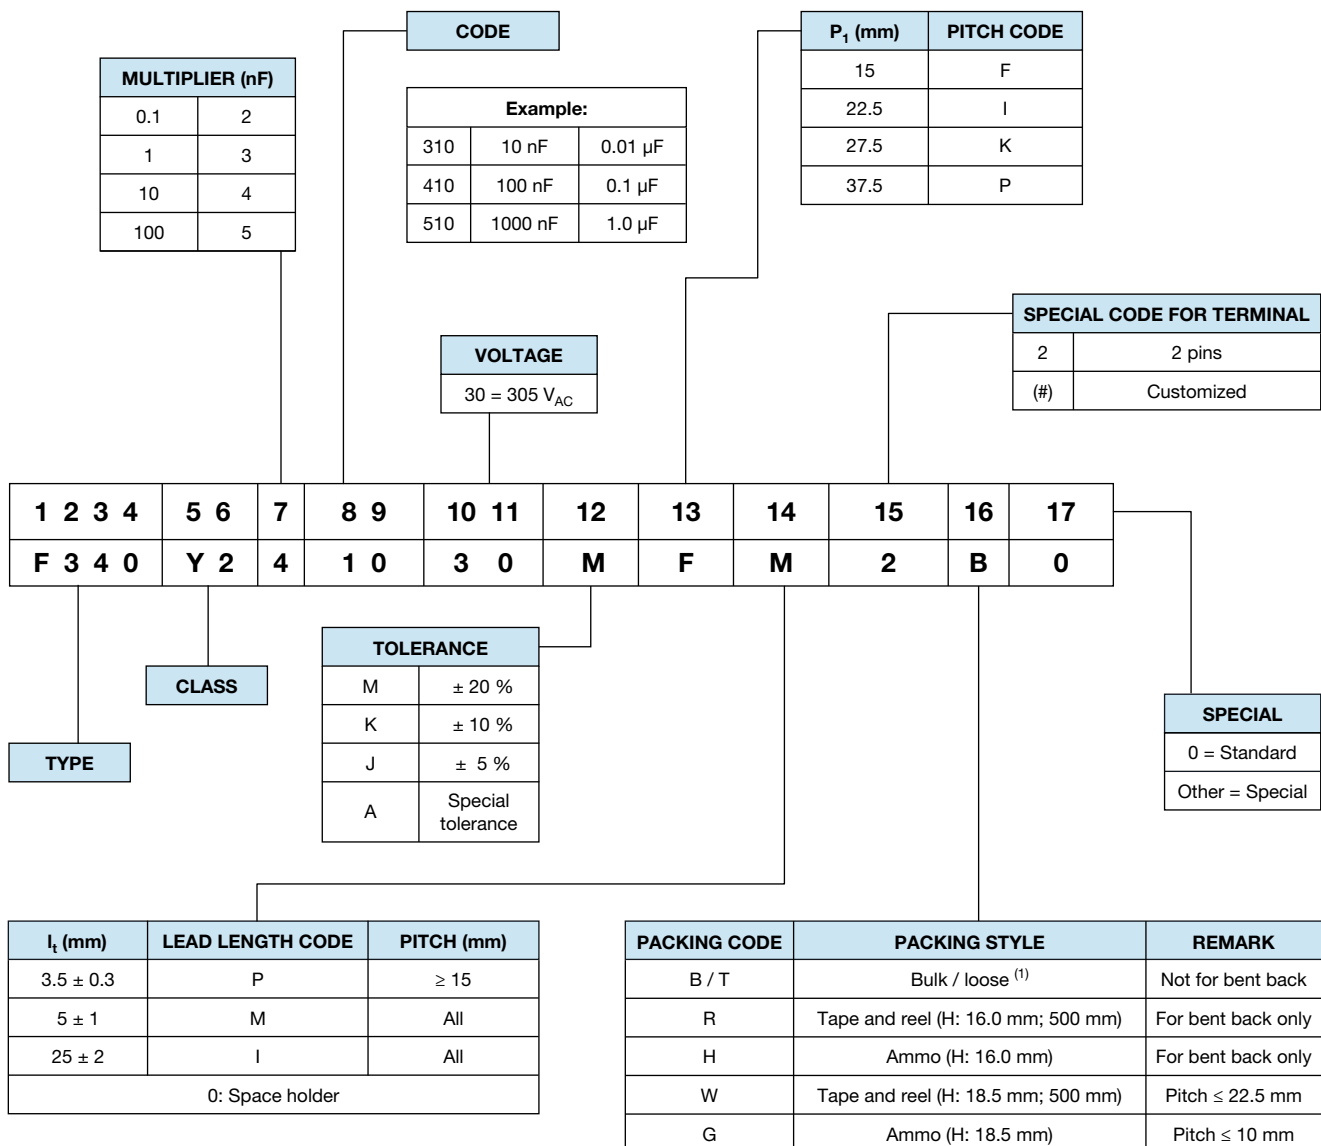 CODE
P1 (mm) PITCH CODE
15 F
22.5 I
27.5 K
37.5 P
MULTIPLIER (nF)
0.1 2
1 3
10 4
100 5
Example:
310 10 nF 0.01 µF
410 100 nF 0.1 µF
510 1000 nF 1.0 µF
SPECIAL CODE FOR TERMINAL
2 2 pins
(#) Customized
VOLTAGE
30 = 305 VAC
1 2 3 4 5 6 7 8 9 10 11 12 13 14 15 16 17
F 3 4 0 Y 2 4 1 0 3 0 M F M 2 B 0
TOLERANCE
M ± 20 %
K ± 10 %
J ± 5 %
A Special tolerance
CLASS
TYPE
SPECIAL
0 = Standard
Other = Special
lt (mm) LEAD LENGTH CODE PITCH (mm)
3.5 ± 0.3 P ≥ 15
5 ± 1 M All
25 ± 2 I All
0: Space holder
PACKING CODE PACKING STYLE REMARK
B / T Bulk / loose (1) Not for bent back
R Tape and reel (H: 16.0 mm; 500 mm) For bent back only
H Ammo (H: 16.0 mm) For bent back only
W Tape and reel (H: 18.5 mm; 500 mm) Pitch ≤ 22.5 mm
G Ammo (H: 18.5 mm) Pitch ≤ 10 mm